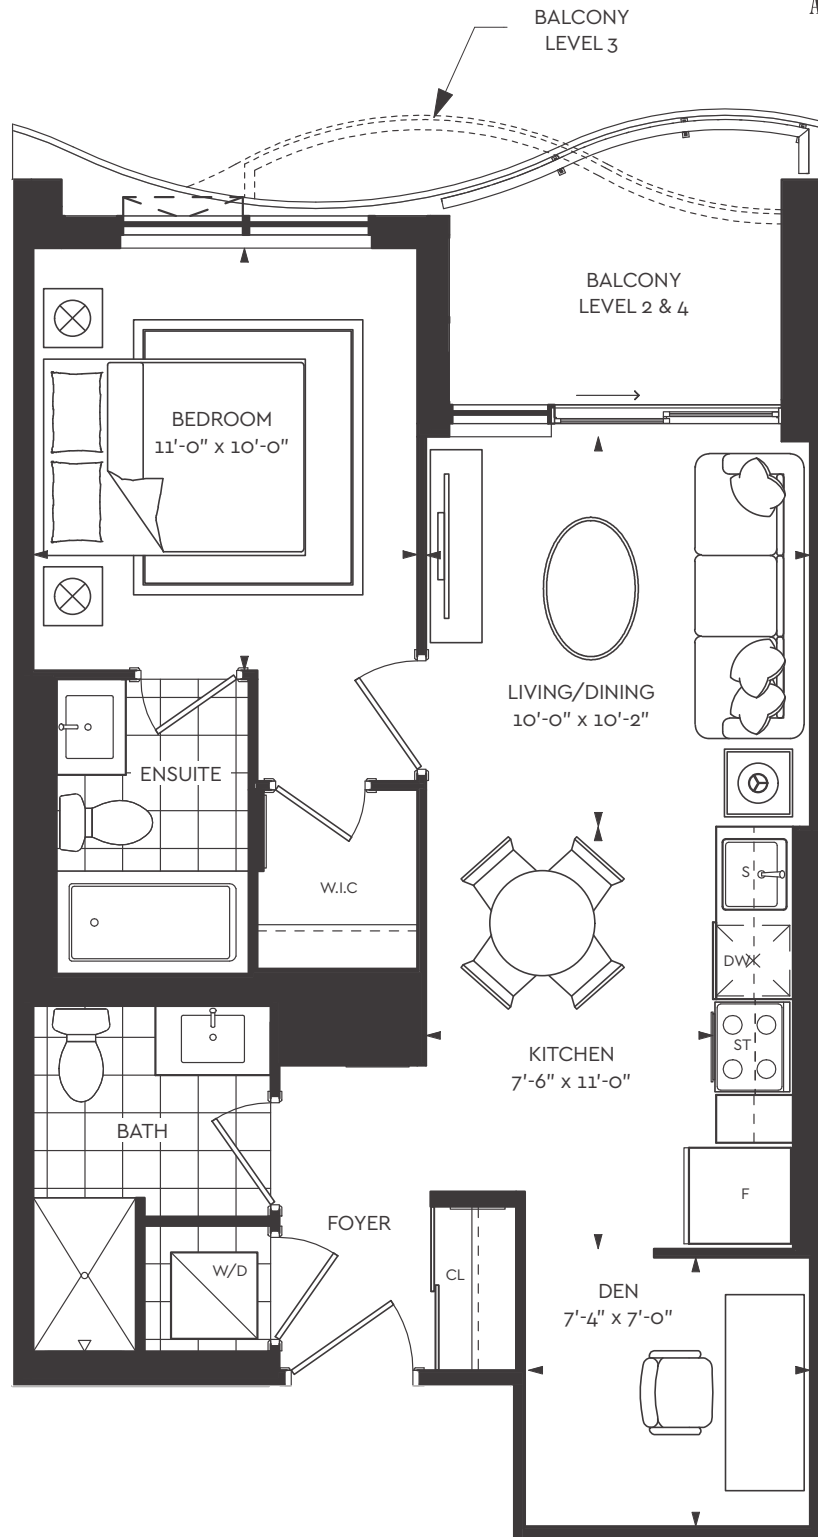 A
BALCONY
LEVEL 3
BALCONY
LEVEL 2 & 4
BEDROOM
11'-0" x 10'-0"
LIVING/DINING
10'-0" x 10'-2"
ENSUITE
W.I.C
S
DW
ST
KITCHEN
7'-6" x 11'-0"
BATH
F
FOYER
W/D
CL
DEN
7'-4" x 7'-0"